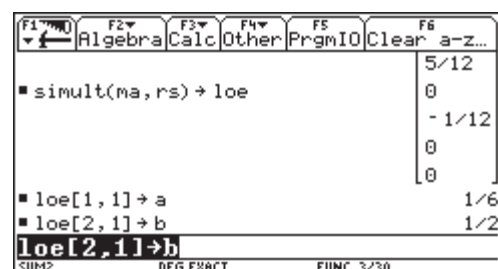 F1 F2 F3 F4 F5 F6
Algebra Calc Other PrgmIO Clear a-z…
5/12
▪ simult(ma,rs)→loe 0
-1/12
0
0
▪ loe[1,1]→a 1/6
▪ loe[2,1]→b 1/2
loe[2,1]→b
SUM2 DEG EXACT FUNC 3/30